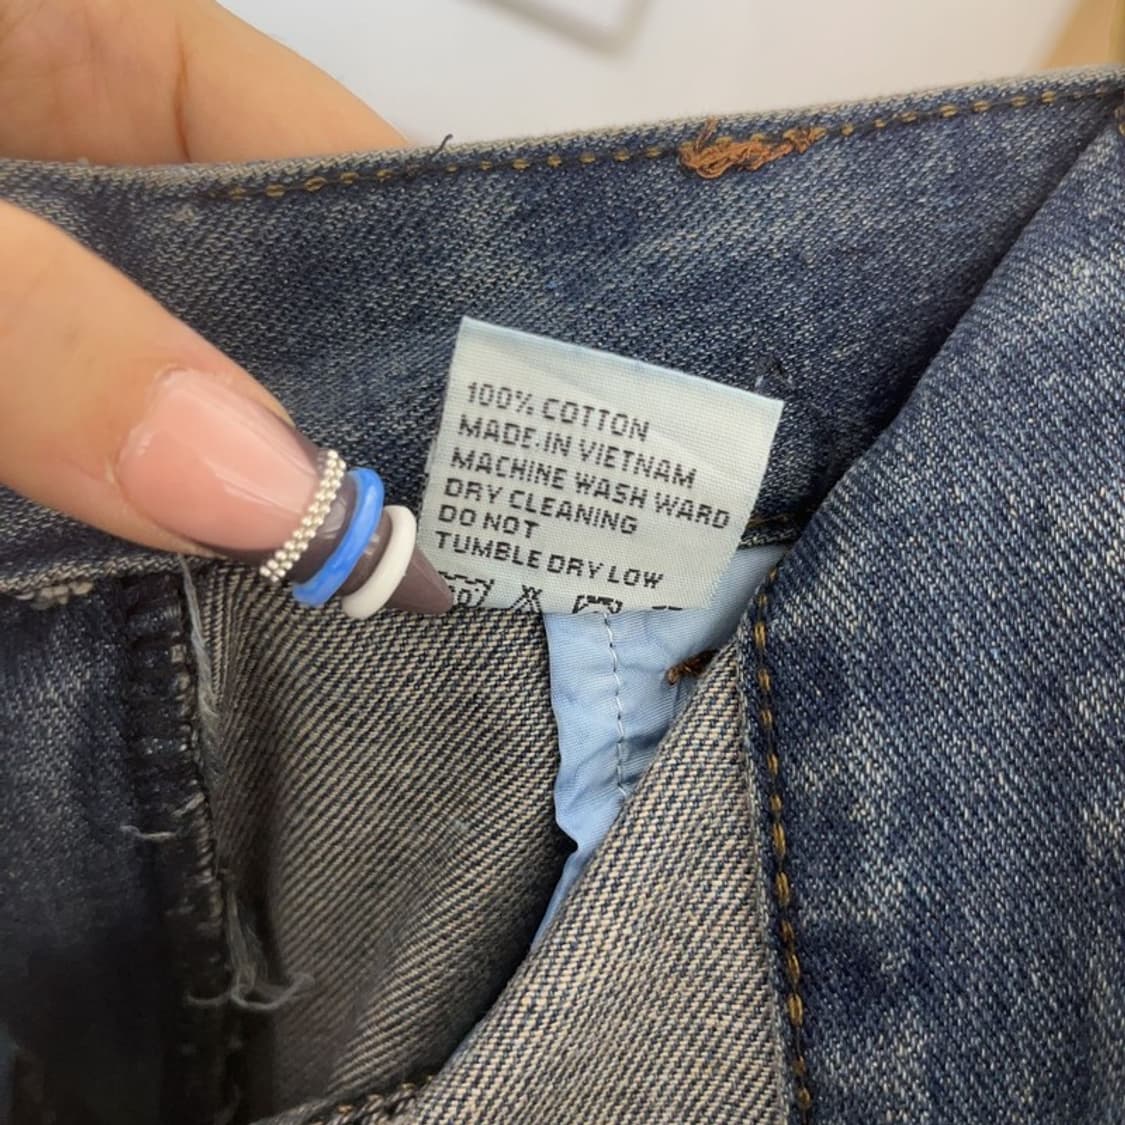 100% COTTON
MADE IN VIETNAM
MACHINE WASH WARD
DRY CLEANING
DO NOT
TUMBLE DRY LOW